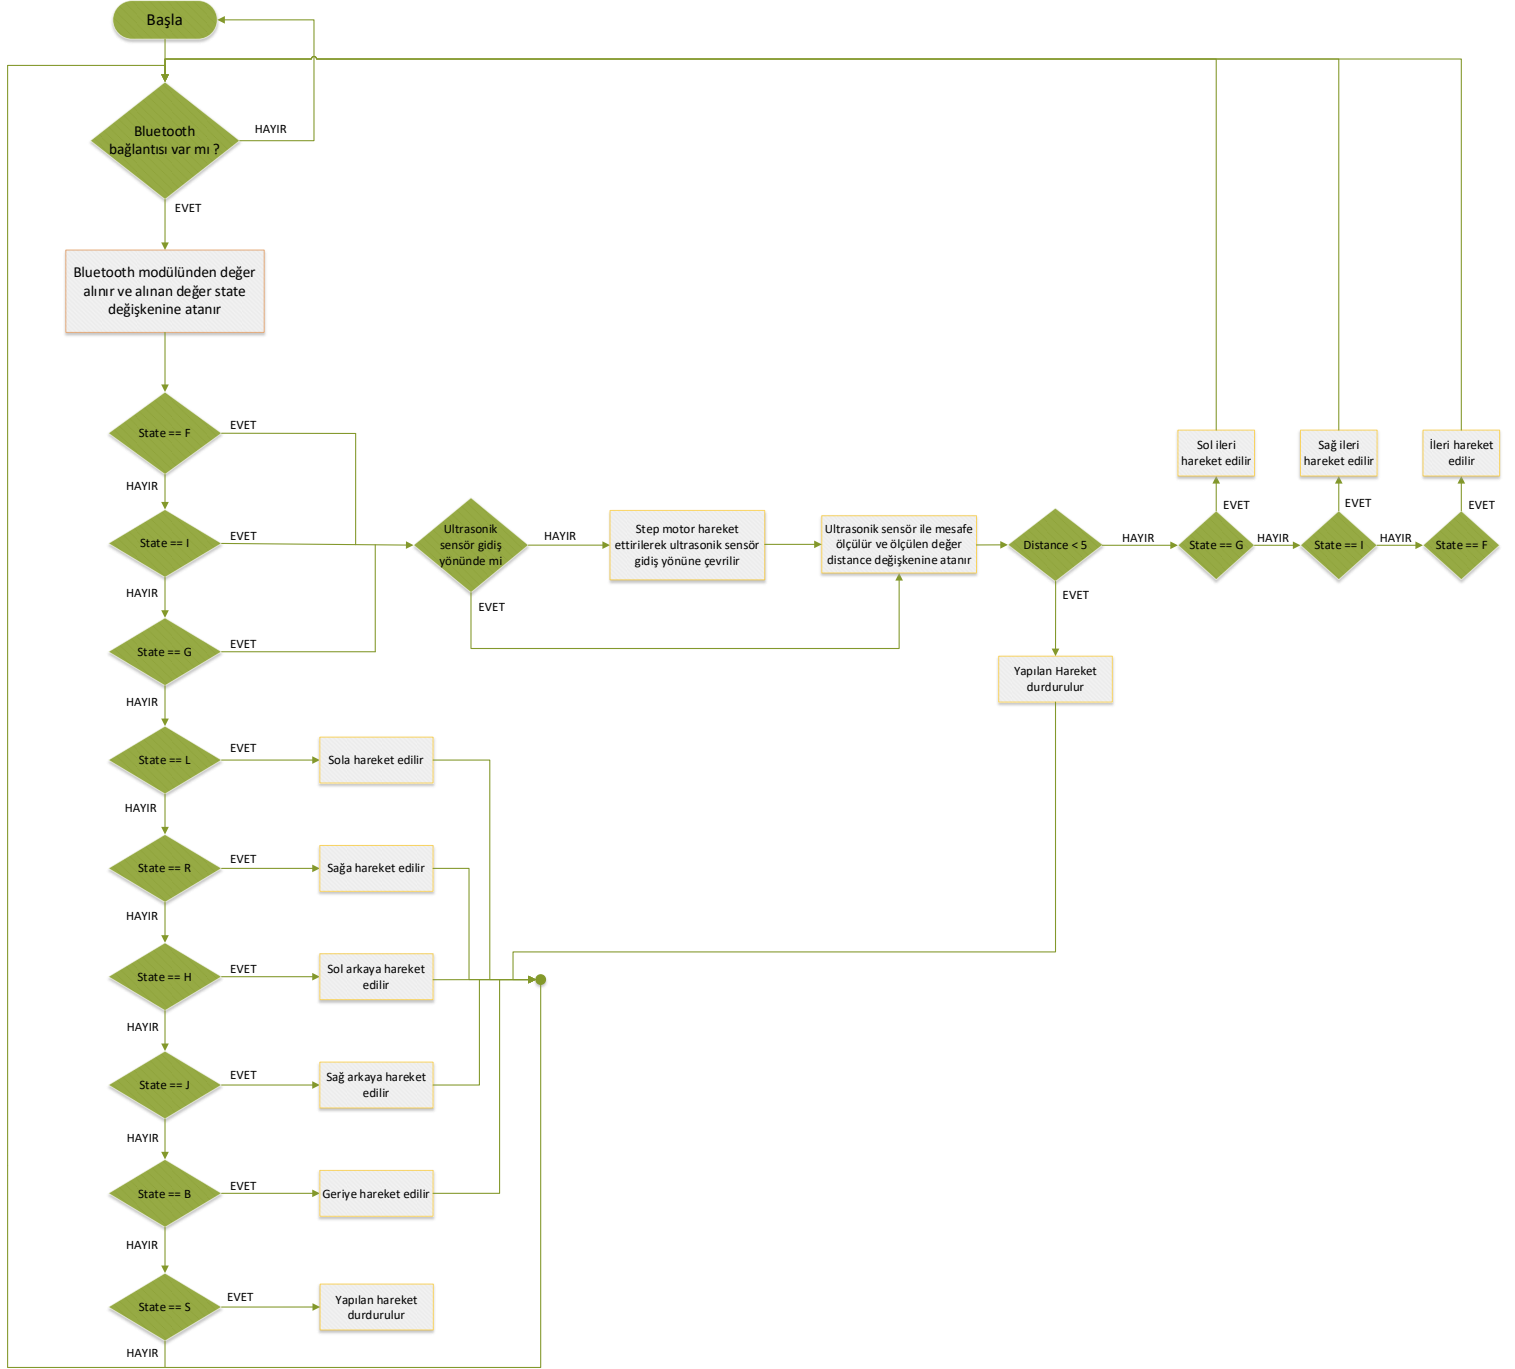 Başla
Bluetooth
bağlantısı var mı ?
HAYIR
EVET
Bluetooth modülünden değer
alınır ve alınan değer state
değişkenine atanır
State == F
EVET
HAYIR
State == I
EVET
HAYIR
State == G
EVET
HAYIR
Ultrasonik
sensör gidiş
yönünde mi
HAYIR
EVET
Step motor hareket
ettirilerek ultrasonik sensör
gidiş yönüne çevrilir
Ultrasonik sensör ile mesafe
ölçülür ve ölçülen değer
distance değişkenine atanır
Distance < 5
HAYIR
EVET
Yapılan Hareket
durdurulur
State == G
EVET
Sol ileri
hareket edilir
HAYIR
State == I
EVET
Sağ ileri
hareket edilir
HAYIR
State == F
EVET
İleri hareket
edilir
State == L
EVET
Sola hareket edilir
HAYIR
State == R
EVET
Sağa hareket edilir
HAYIR
State == H
EVET
Sol arkaya hareket
edilir
HAYIR
State == J
EVET
Sağ arkaya hareket
edilir
HAYIR
State == B
EVET
Geriye hareket edilir
HAYIR
State == S
EVET
Yapılan hareket
durdurulur
HAYIR